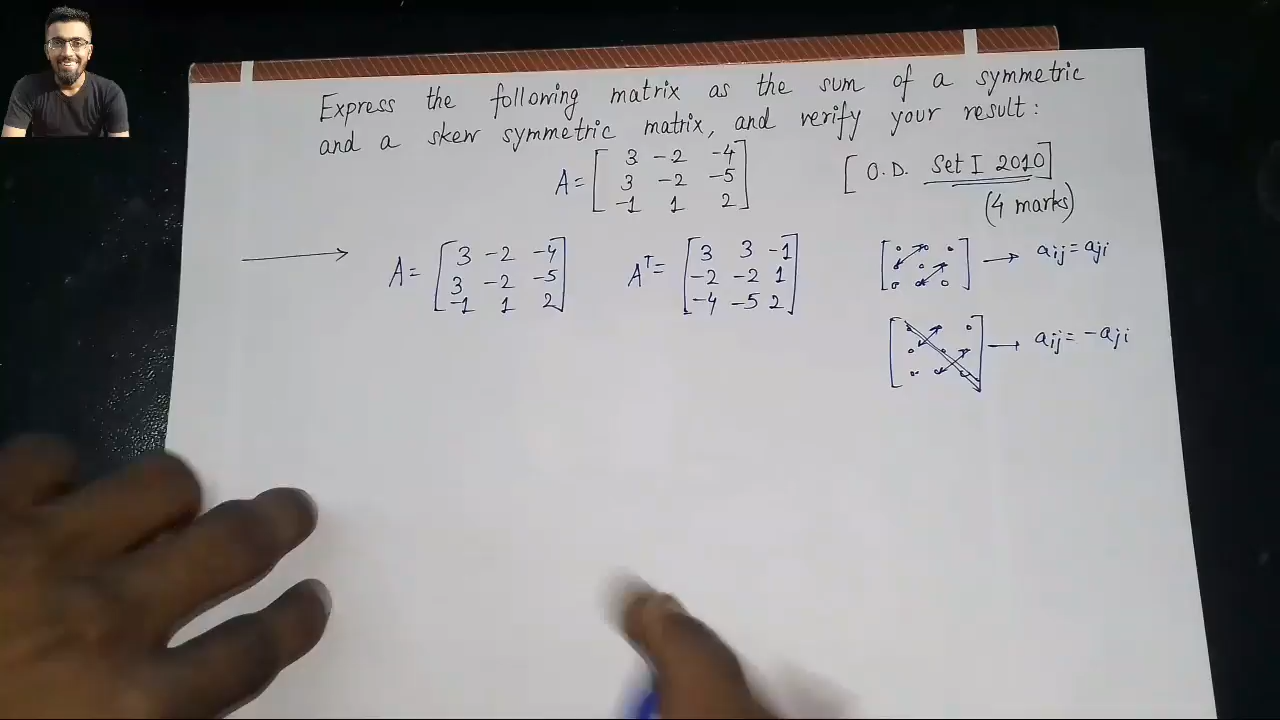 Express the following matrix as the sum of a symmetric
and a skew symmetric matrix, and verify your result:
A = [ 3 -2 -4
3 -2 -5
-1 1 2 ]
[O.D. Set I 2010]
(4 marks)
A = [ 3 -2 -4
3 -2 -5
-1 1 2 ]
Aᵀ = [ 3 3 -1
-2 -2 1
-4 -5 2 ]
→ aij = aji
→ aij = -aji